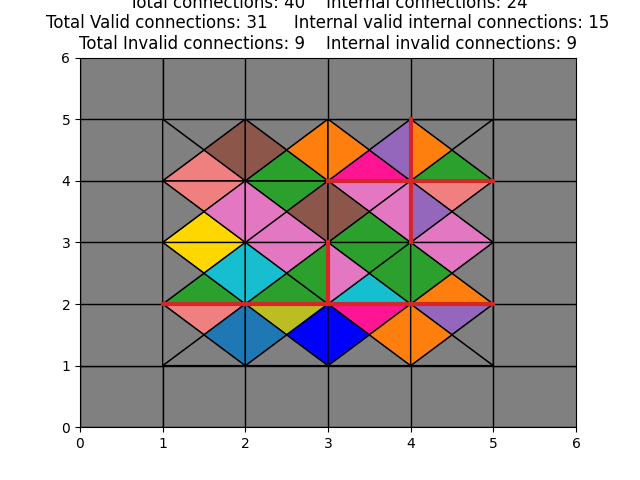 Total connections: 40    Internal connections: 24
Total Valid connections: 31    Internal valid internal connections: 15
Total Invalid connections: 9    Internal invalid connections: 9
6
5
4
3
2
1
0
0 1 2 3 4 5 6